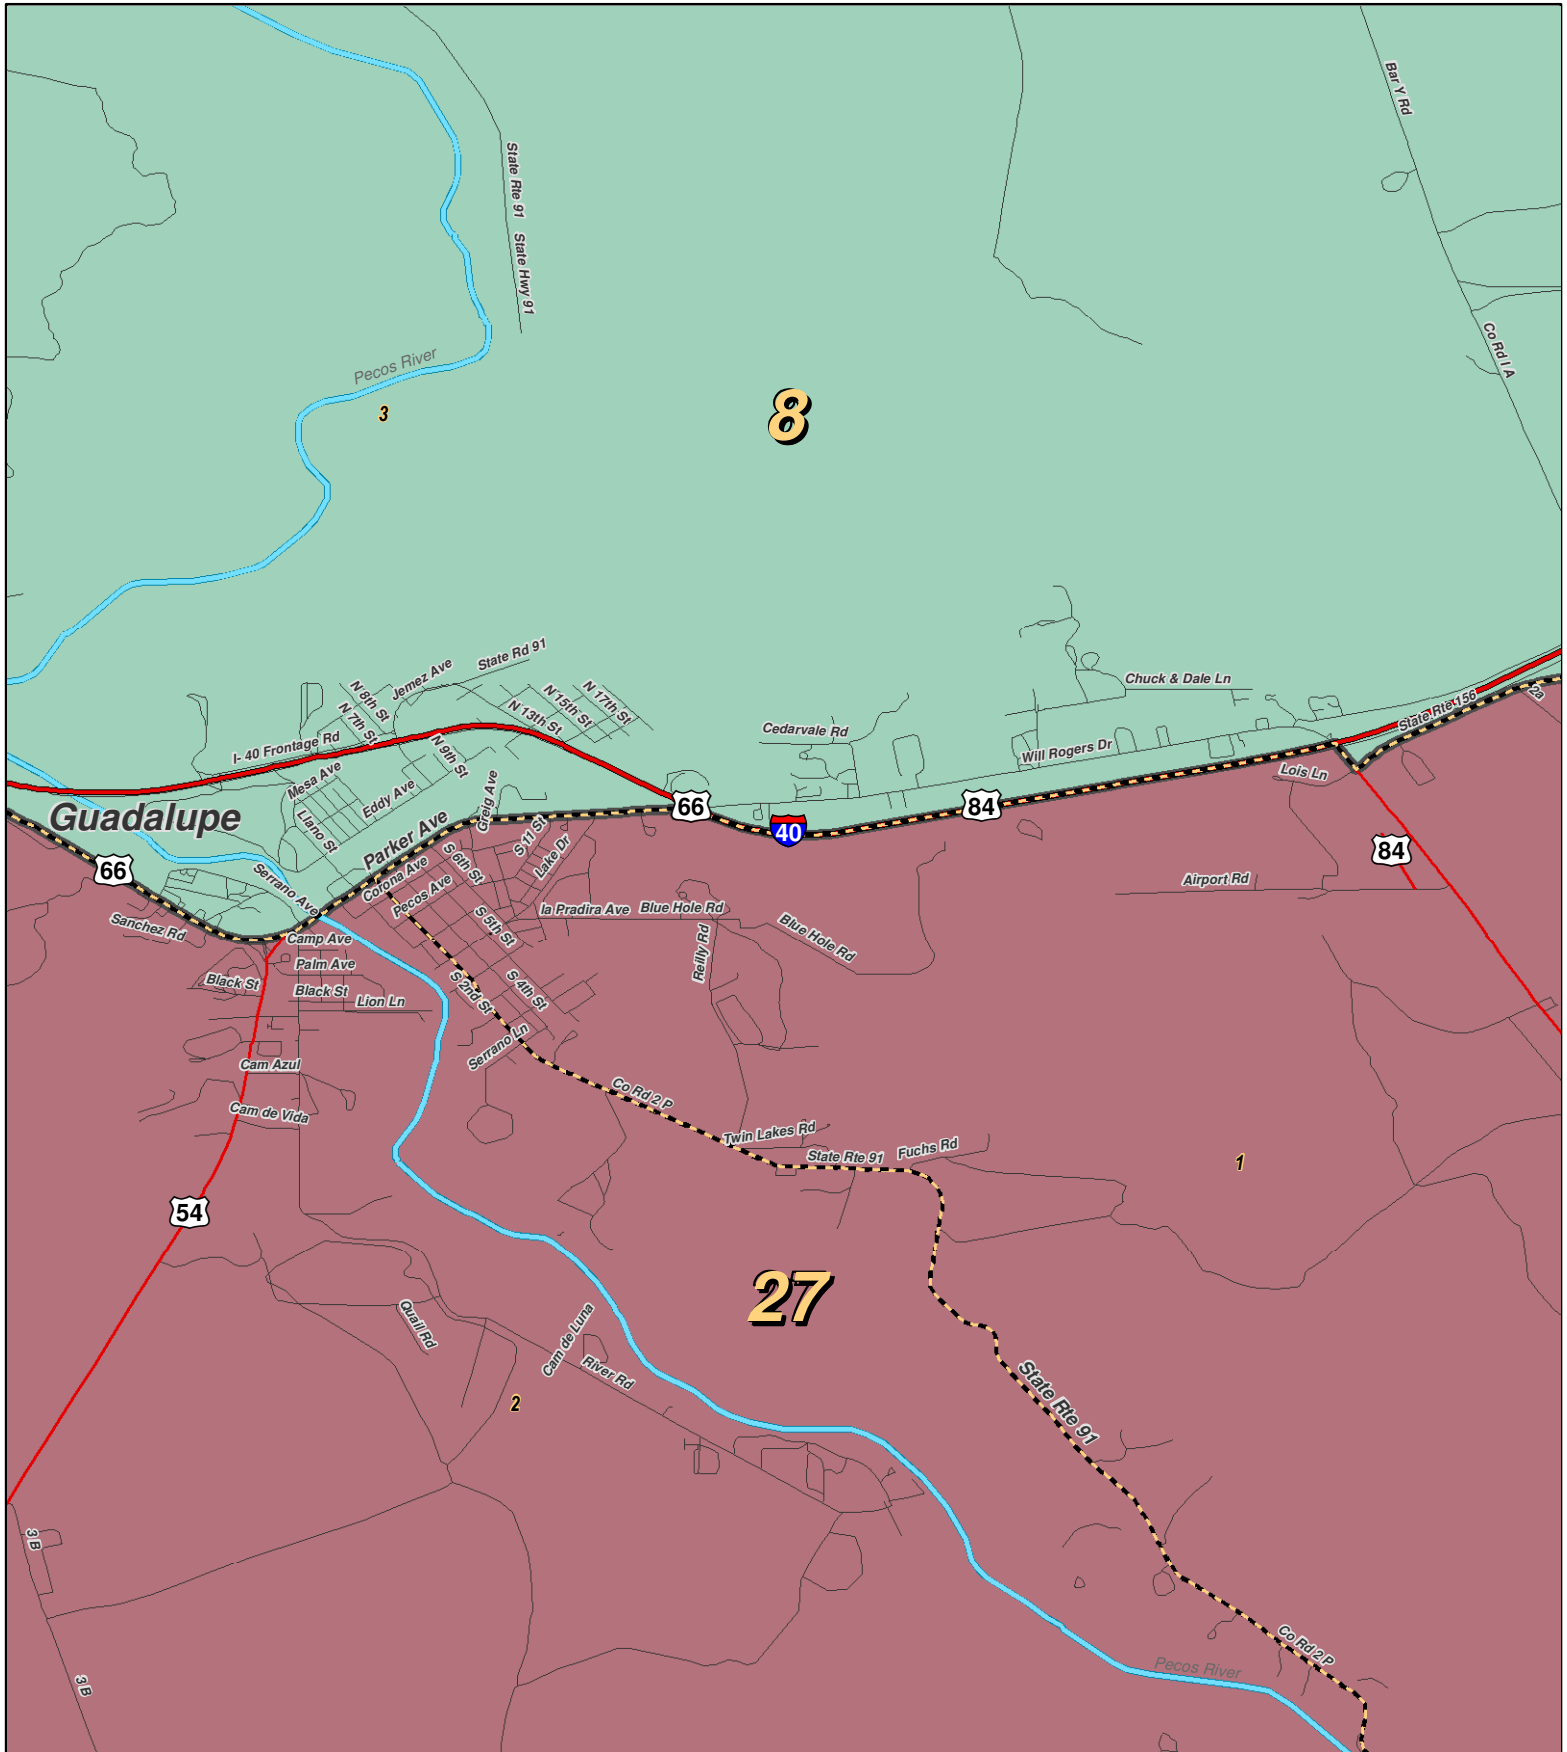 Bar Y Rd
State Rte 91
State Hwy 91
Co Rd I A
Pecos River
3
8
State Rd 91
Jemez Ave
N 8th St
N 7th St
N 17th St
N 15th St
N 13th St
Chuck & Dale Ln
State Rte 156
2a
Cedarvale Rd
I- 40 Frontage Rd
N 9th St
Will Rogers Dr
Mesa Ave
Eddy Ave
Greig Ave
Lois Ln
Guadalupe
Llano St
Parker Ave
66
84
40
84
66
S 11 St
Lake Dr
S 6th St
Corona Ave
Pecos Ave
Serrano Ave
Airport Rd
la Pradira Ave
Blue Hole Rd
Blue Hole Rd
Sanchez Rd
S 5th St
Camp Ave
Reilly Rd
Palm Ave
Black St
Black St
Lion Ln
S 2nd St
S 4th St
Serrano Ln
Cam Azul
Co Rd 2 P
Cam de Vida
Twin Lakes Rd
State Rte 91
Fuchs Rd
1
54
27
Quail Rd
Cam de Luna
River Rd
2
State Rte 91
3 B
Co Rd 2 P
Pecos River
3 B